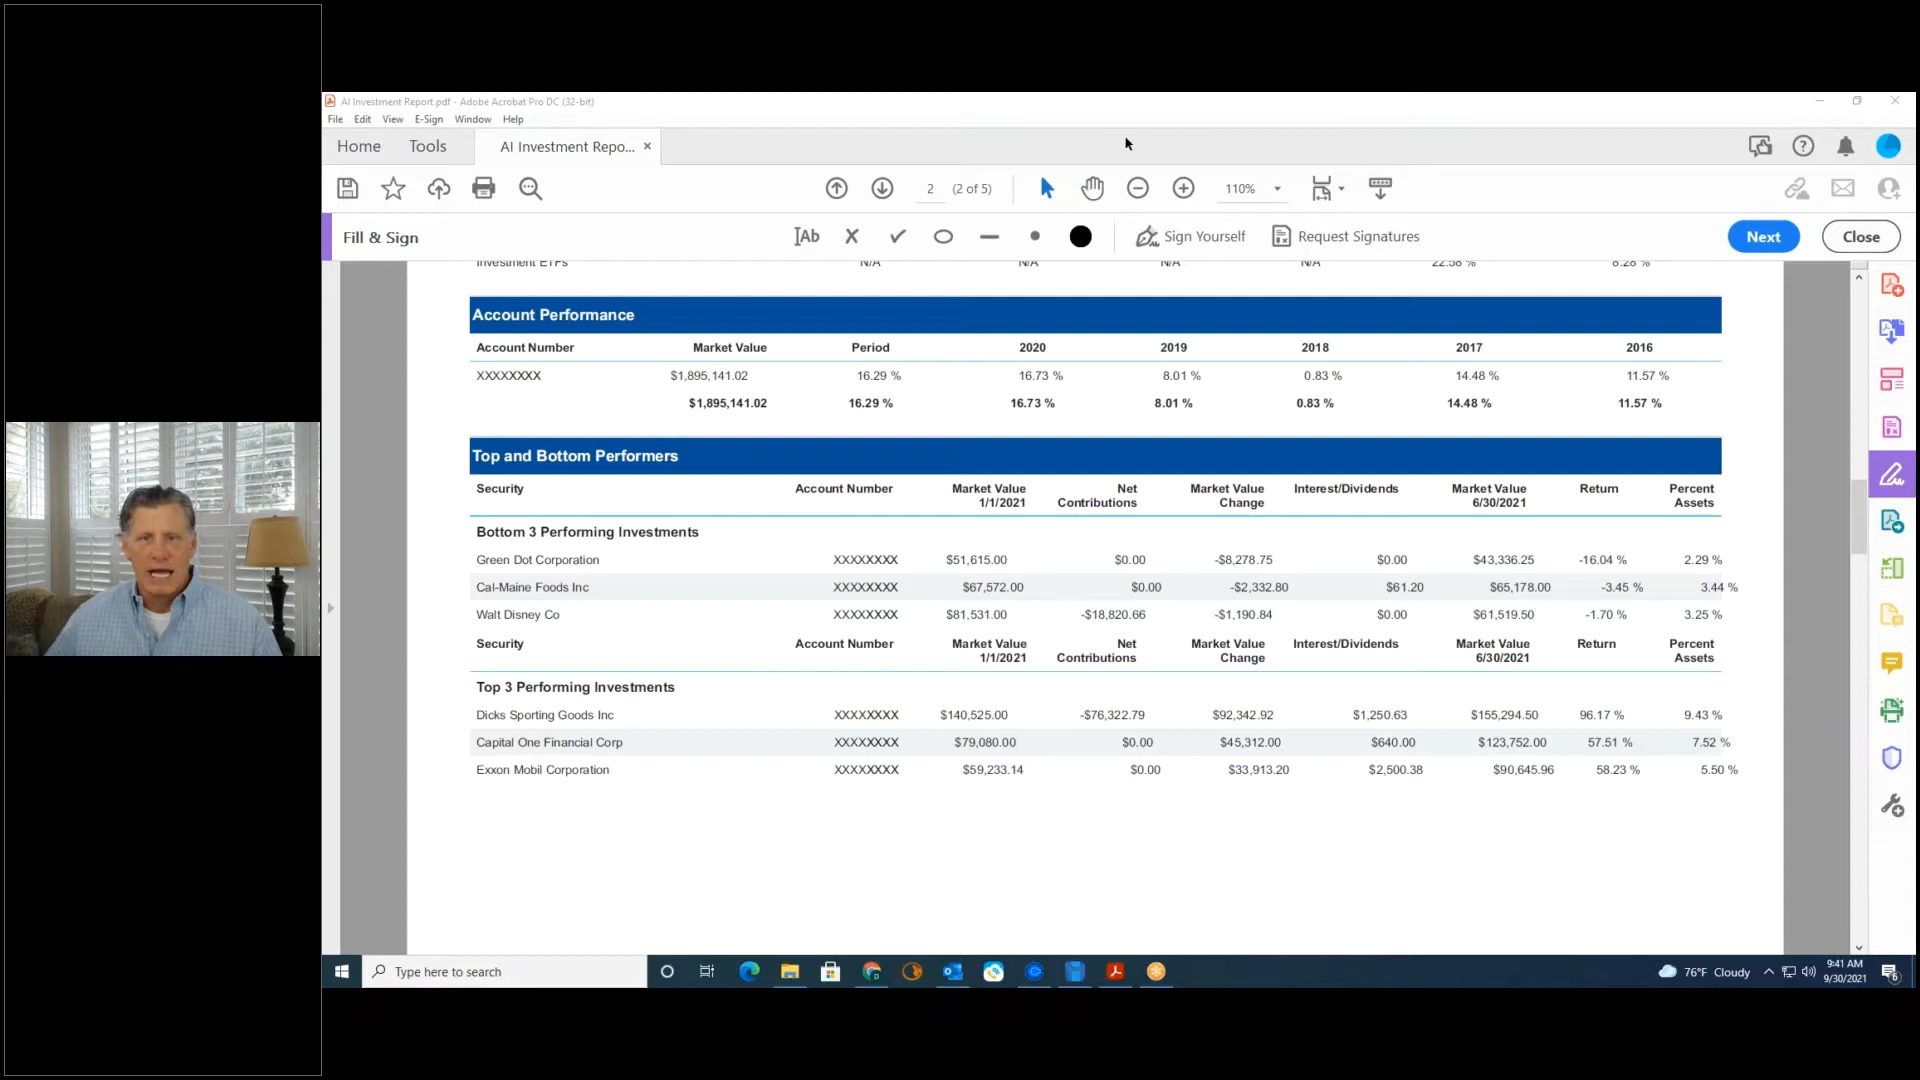 AI Investment Report.pdf - Adobe Acrobat Pro DC (32-bit)
File Edit View E-Sign Window Help
Home Tools AI Investment Repo... ×
2 (2 of 5) 110%
Fill & Sign Ab Sign Yourself Request Signatures Next Close
Investment ETFs N/A N/A N/A N/A 22.58 % 8.28 %
Account Performance
Account Number Market Value Period 2020 2019 2018 2017 2016
XXXXXXXX $1,895,141.02 16.29 % 16.73 % 8.01 % 0.83 % 14.48 % 11.57 %
$1,895,141.02 16.29 % 16.73 % 8.01 % 0.83 % 14.48 % 11.57 %
Top and Bottom Performers
Security Account Number Market Value Net Market Value Interest/Dividends Market Value Return Percent
1/1/2021 Contributions Change 6/30/2021 Assets
Bottom 3 Performing Investments
Green Dot Corporation XXXXXXXX $51,615.00 $0.00 -$8,278.75 $0.00 $43,336.25 -16.04 % 2.29 %
Cal-Maine Foods Inc XXXXXXXX $67,572.00 $0.00 -$2,332.80 $61.20 $65,178.00 -3.45 % 3.44 %
Walt Disney Co XXXXXXXX $81,531.00 -$18,820.66 -$1,190.84 $0.00 $61,519.50 -1.70 % 3.25 %
Security Account Number Market Value Net Market Value Interest/Dividends Market Value Return Percent
1/1/2021 Contributions Change 6/30/2021 Assets
Top 3 Performing Investments
Dicks Sporting Goods Inc XXXXXXXX $140,525.00 -$76,322.79 $92,342.92 $1,250.63 $155,294.50 96.17 % 9.43 %
Capital One Financial Corp XXXXXXXX $79,080.00 $0.00 $45,312.00 $640.00 $123,752.00 57.51 % 7.52 %
Exxon Mobil Corporation XXXXXXXX $59,233.14 $0.00 $33,913.20 $2,500.38 $90,645.96 58.23 % 5.50 %
Type here to search 76°F Cloudy 9:41 AM
9/30/2021 6